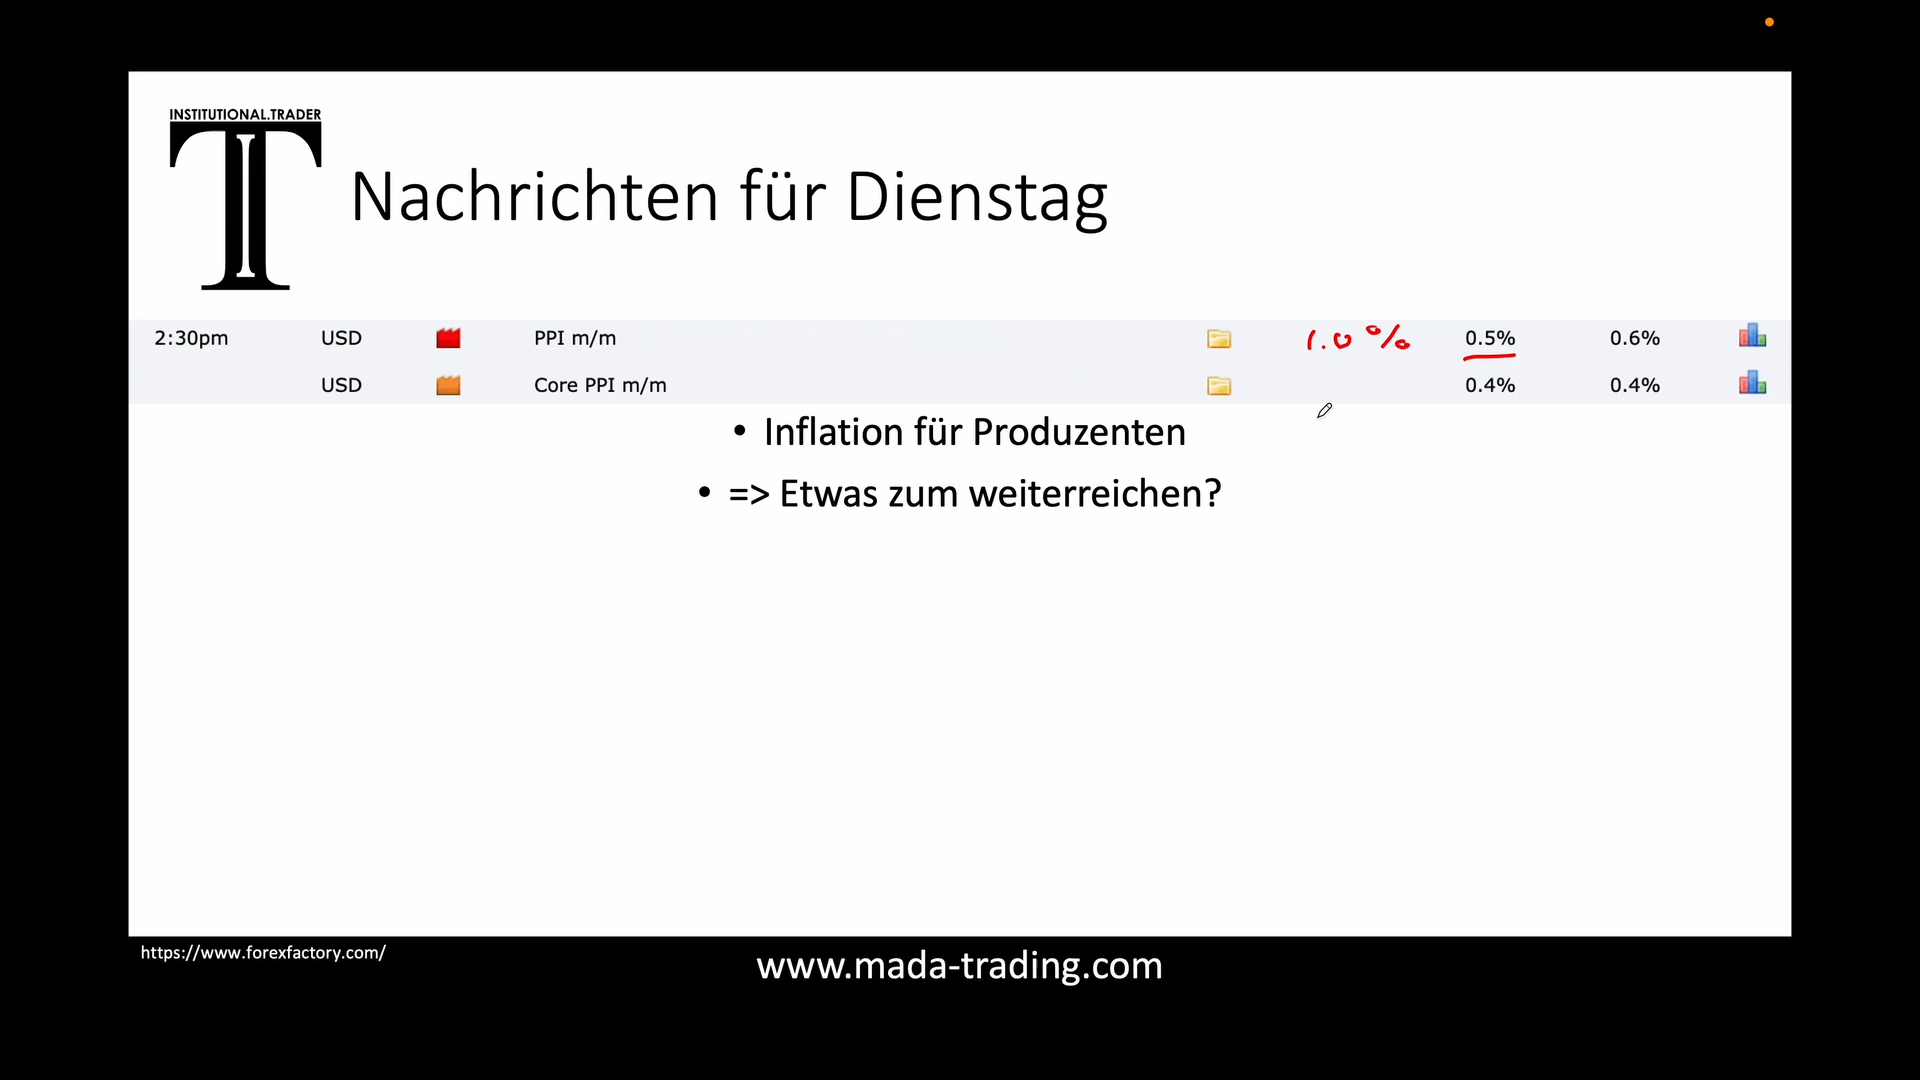 INSTITUTIONAL.TRADER
Nachrichten für Dienstag
2:30pm USD PPI m/m 1.0 % 0.5% 0.6%
USD Core PPI m/m 0.4% 0.4%
• Inflation für Produzenten
• => Etwas zum weiterreichen?
https://www.forexfactory.com/
www.mada-trading.com